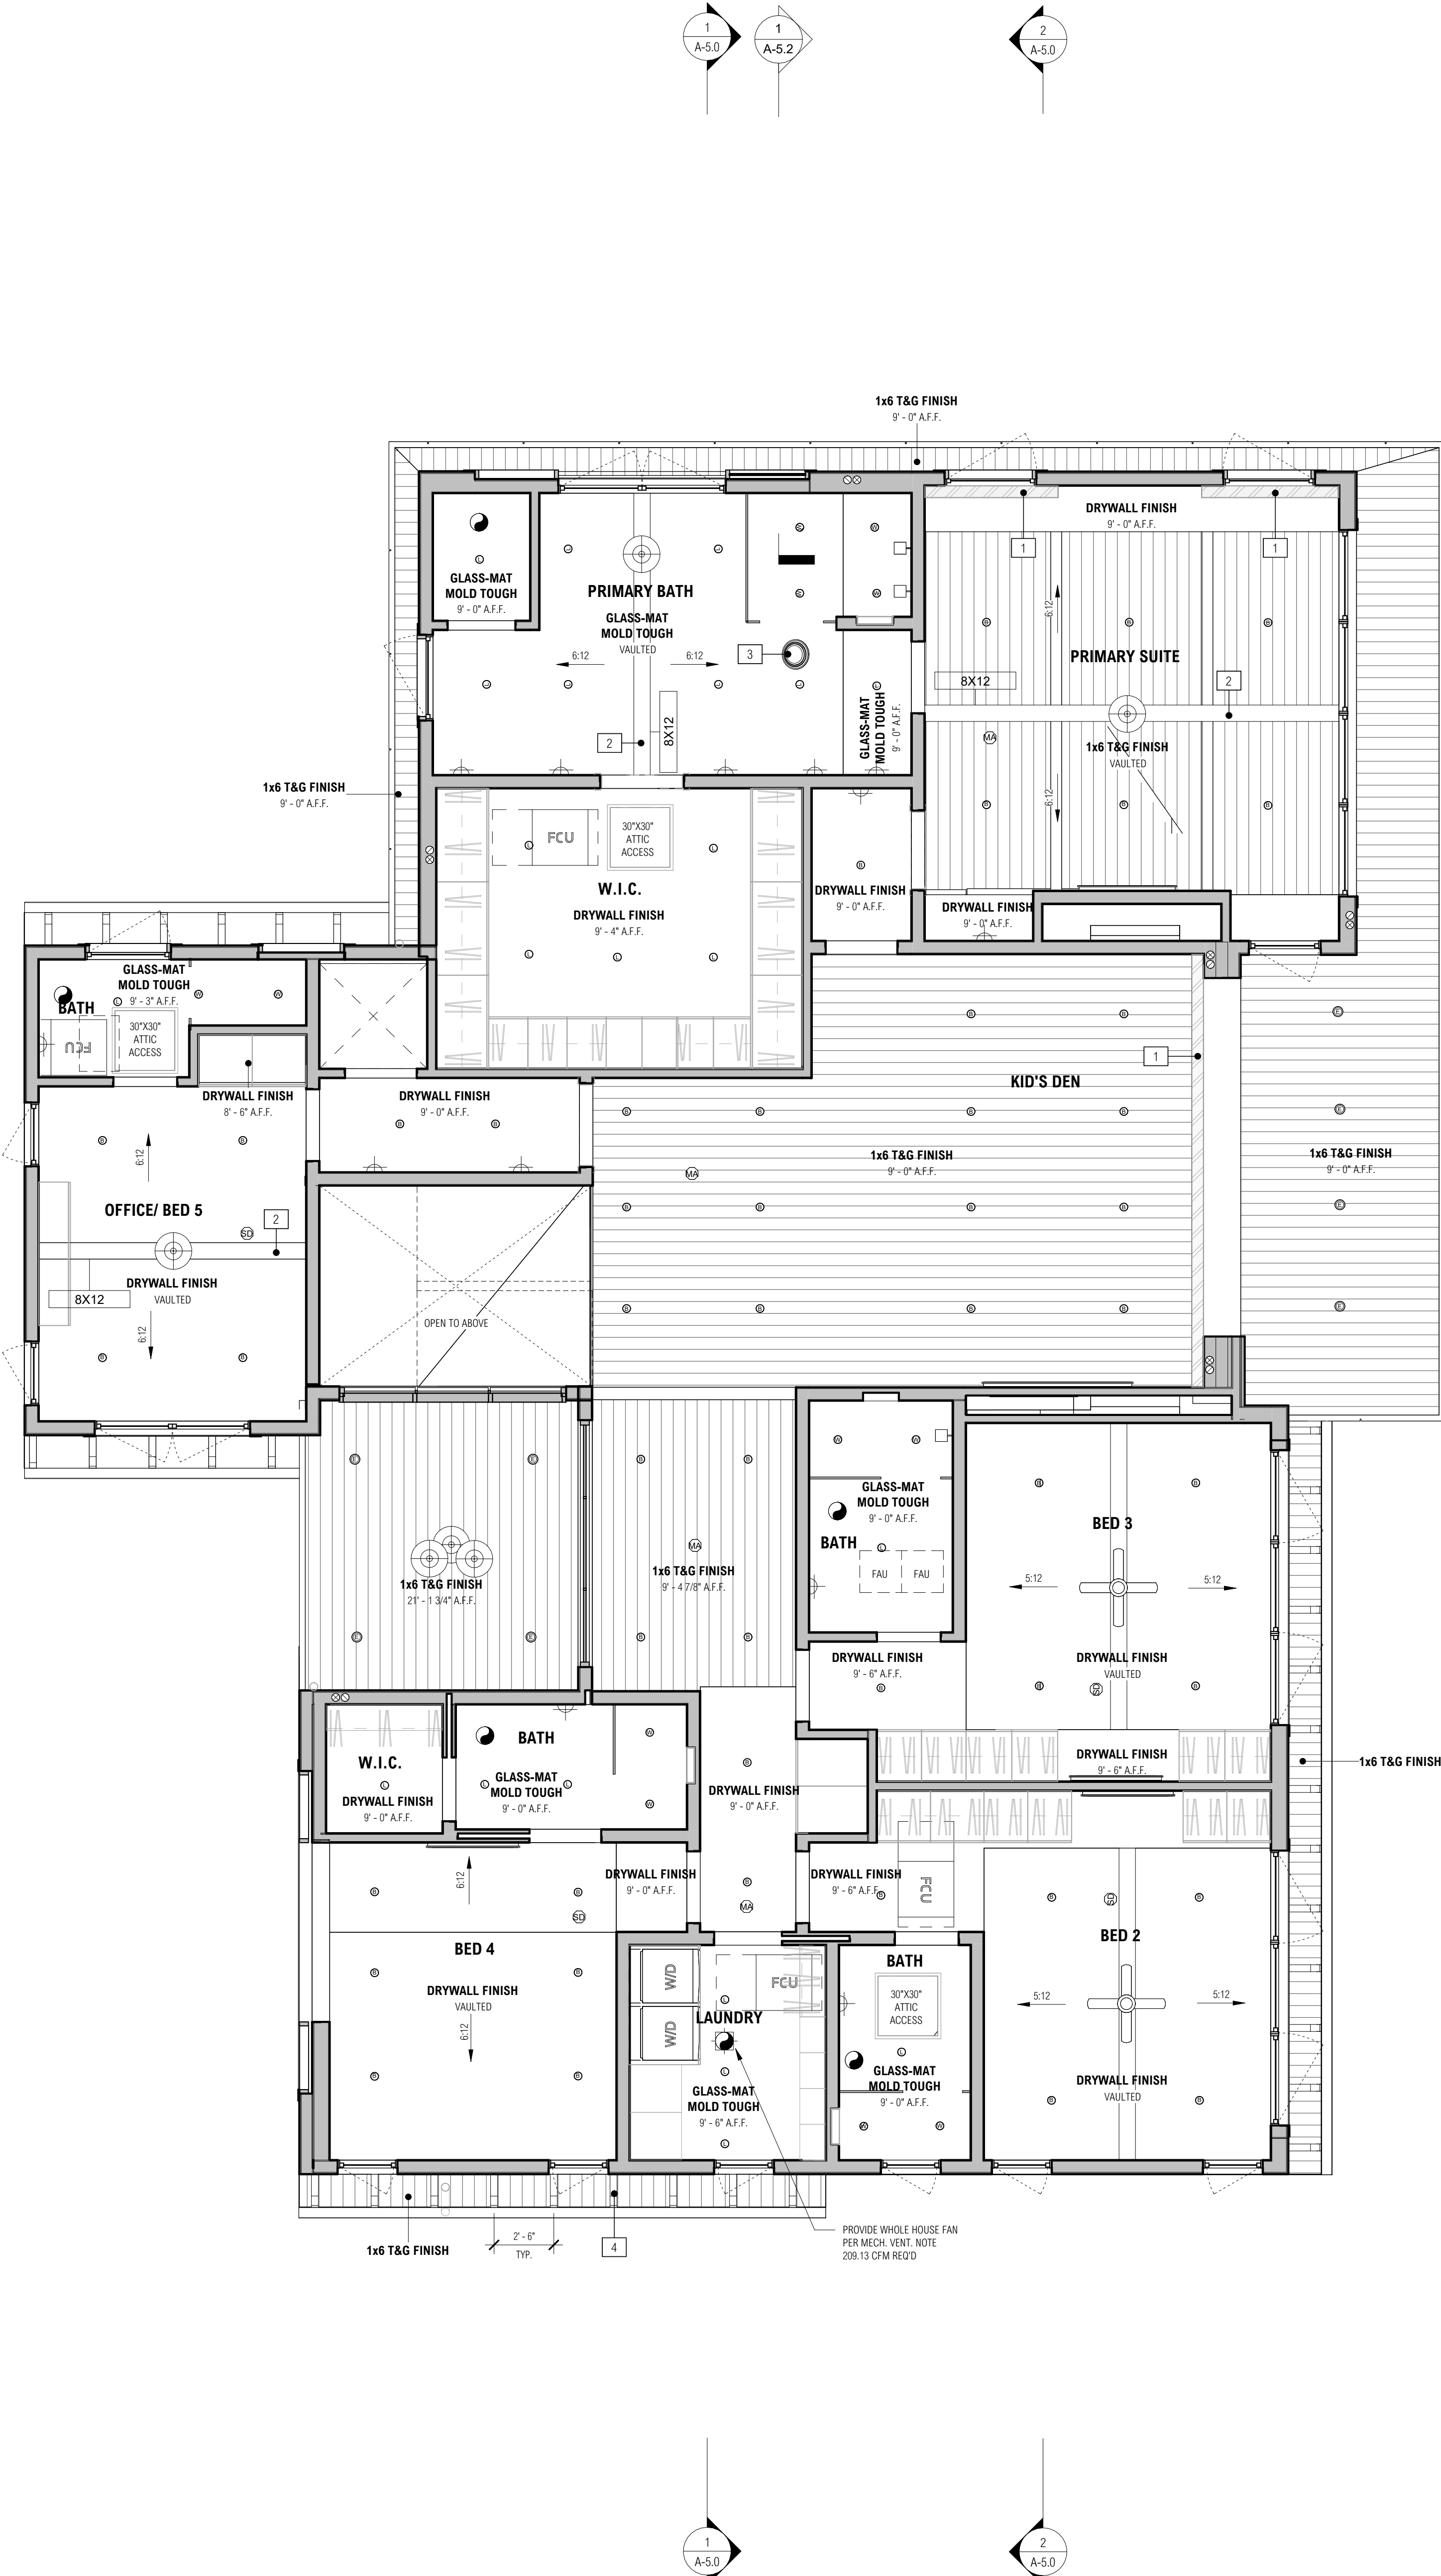 1
A-5.0
1
A-5.2
2
A-5.0
1x6 T&G FINISH
9' - 0" A.F.F.
DRYWALL FINISH
9' - 0" A.F.F.
1
1
L
GLASS-MAT
MOLD TOUGH
9' - 0" A.F.F.
L
L
W
W
W
W
PRIMARY BATH
GLASS-MAT
MOLD TOUGH
VAULTED
6:12
6:12
3
L
L
L
L
L
GLASS-MAT
MOLD TOUGH
9' - 0" A.F.F.
2
8X12
6:12
B
B
B
PRIMARY SUITE
8X12
2
MA
1x6 T&G FINISH
VAULTED
6:12
B
B
B
1x6 T&G FINISH
9' - 0" A.F.F.
FCU
30"X30"
ATTIC
ACCESS
L
L
W.I.C.
DRYWALL FINISH
9' - 4" A.F.F.
L
L
L
B
DRYWALL FINISH
9' - 0" A.F.F.
DRYWALL FINISH
9' - 0" A.F.F.
GLASS-MAT
MOLD TOUGH
9' - 3" A.F.F.
L
W
W
BATH
FCU
30"X30"
ATTIC
ACCESS
DRYWALL FINISH
8' - 6" A.F.F.
DRYWALL FINISH
9' - 0" A.F.F.
B
B
B
B
1
KID'S DEN
B
B
B
B
1x6 T&G FINISH
9' - 0" A.F.F.
MA
B
B
B
B
B
B
B
B
E
E
1x6 T&G FINISH
9' - 0" A.F.F.
E
E
B
B
6:12
OFFICE/ BED 5
2
SD
DRYWALL FINISH
VAULTED
8X12
6:12
B
B
OPEN TO ABOVE
E
E
1x6 T&G FINISH
21' - 1 3/4" A.F.F.
E
E
B
B
MA
1x6 T&G FINISH
9' - 4 7/8" A.F.F.
B
B
W
W
GLASS-MAT
MOLD TOUGH
9' - 0" A.F.F.
BATH
L
FAU
FAU
B
B
BED 3
5:12
5:12
DRYWALL FINISH
VAULTED
B
SD
B
DRYWALL FINISH
9' - 6" A.F.F.
B
DRYWALL FINISH
9' - 6" A.F.F.
1x6 T&G FINISH
W.I.C.
L
DRYWALL FINISH
9' - 0" A.F.F.
BATH
GLASS-MAT
MOLD TOUGH
9' - 0" A.F.F.
L
L
W
W
B
DRYWALL FINISH
9' - 0" A.F.F.
DRYWALL FINISH
9' - 0" A.F.F.
B
MA
DRYWALL FINISH
9' - 6" A.F.F.
B
FCU
6:12
B
B
SD
BED 4
B
B
DRYWALL FINISH
VAULTED
6:12
B
B
W/D
W/D
FCU
L
LAUNDRY
L
GLASS-MAT
MOLD TOUGH
9' - 6" A.F.F.
L
BATH
30"X30"
ATTIC
ACCESS
L
GLASS-MAT
MOLD TOUGH
9' - 0" A.F.F.
W
W
B
SD
B
BED 2
5:12
5:12
DRYWALL FINISH
VAULTED
B
B
1x6 T&G FINISH
2' - 6"
TYP.
4
PROVIDE WHOLE HOUSE FAN
PER MECH. VENT. NOTE
209.13 CFM REQ'D
1
A-5.0
2
A-5.0